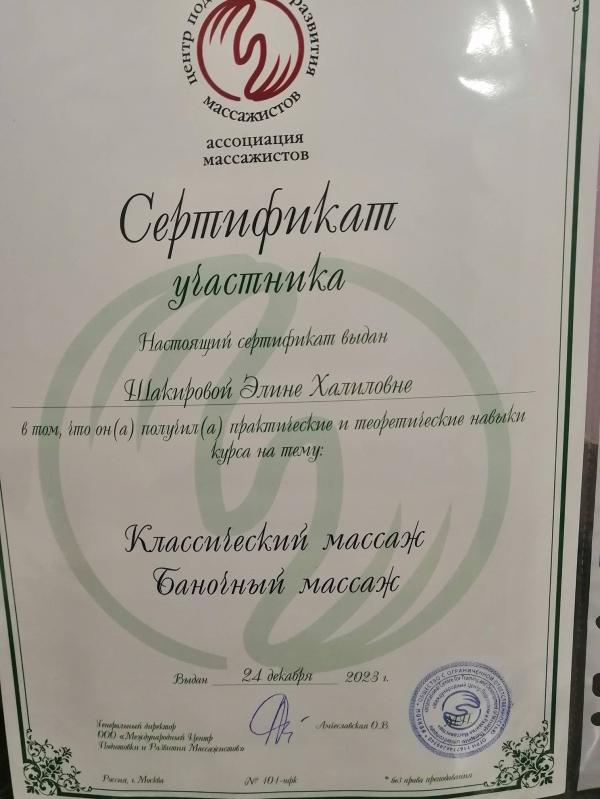 центр под развития
массажистов
ассоциация
массажистов
Сертификат
участника
Настоящий сертификат выдан
Шакировой Элине Халиловне
в том, что он(а) получил(а) практические и теоретические навыки
курса на тему:
Классический массаж
Баночный массаж
Выдан 24 декабря 2023 г.
Генеральный директор
ООО «Международный Центр
Подготовки и Развития Массажистов»
Ачаславская О.В.
Россия, г. Москва
№ 101-мрк
* без права преподавания